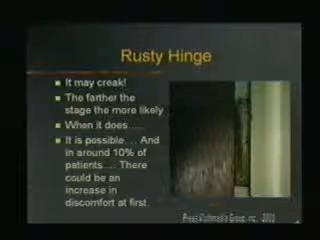 Rusty Hinge
It may creak!
The farther the
stage the more likely
When it does.....
It is possible.... And
in around 10% of
patients.... There
could be an
increase in
discomfort at first.
Group, Inc. 2003